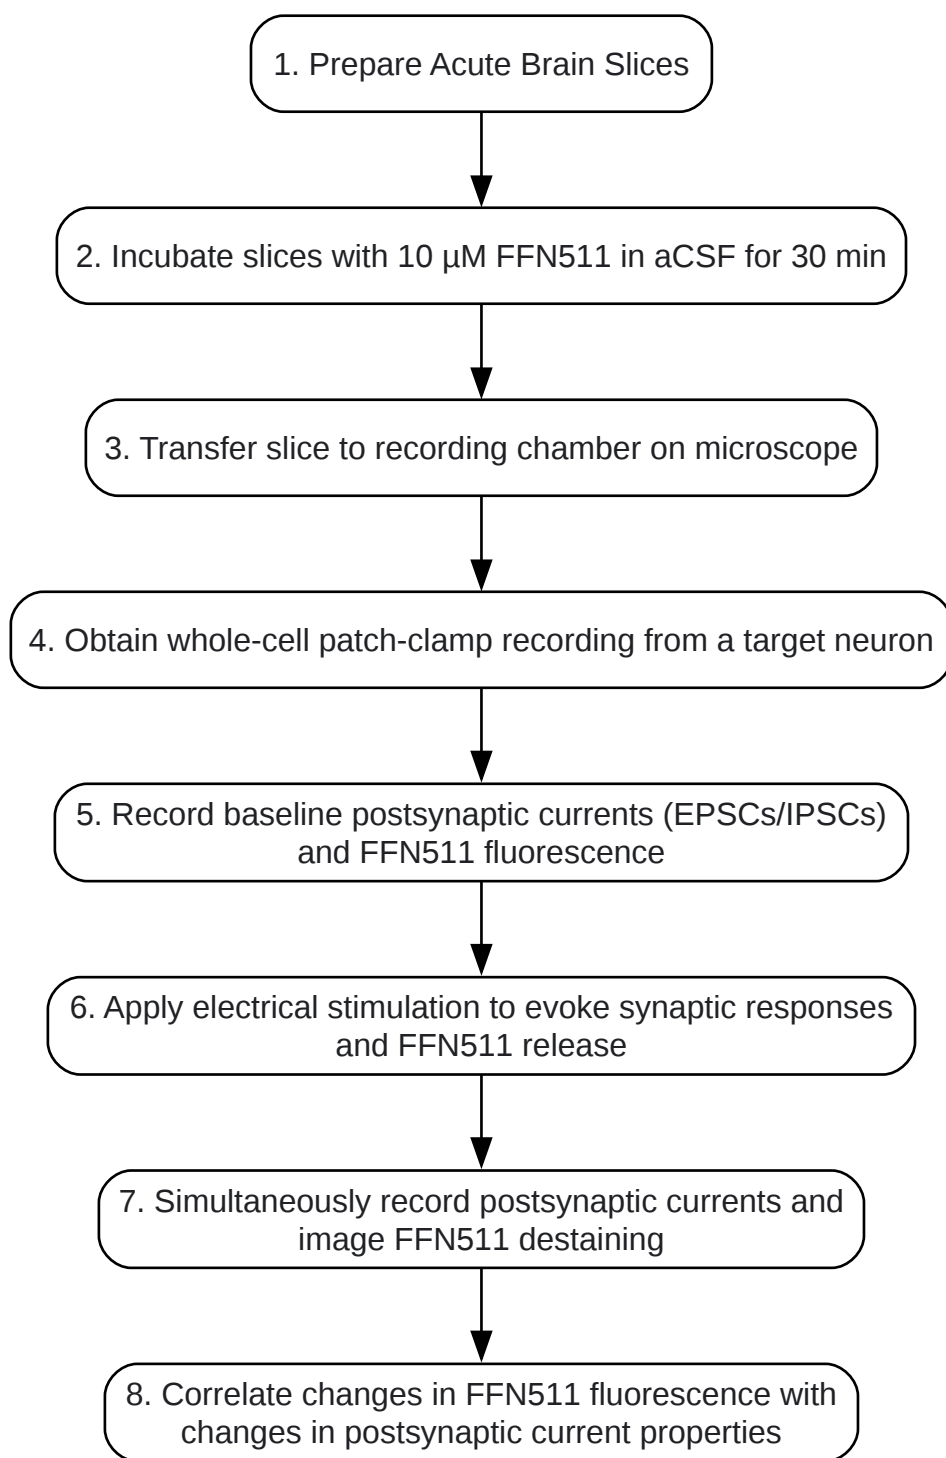 1. Prepare Acute Brain Slices
2. Incubate slices with 10 µM FFN511 in aCSF for 30 min
3. Transfer slice to recording chamber on microscope
4. Obtain whole-cell patch-clamp recording from a target neuron
5. Record baseline postsynaptic currents (EPSCs/IPSCs)
and FFN511 fluorescence
6. Apply electrical stimulation to evoke synaptic responses
and FFN511 release
7. Simultaneously record postsynaptic currents and
image FFN511 destaining
8. Correlate changes in FFN511 fluorescence with
changes in postsynaptic current properties